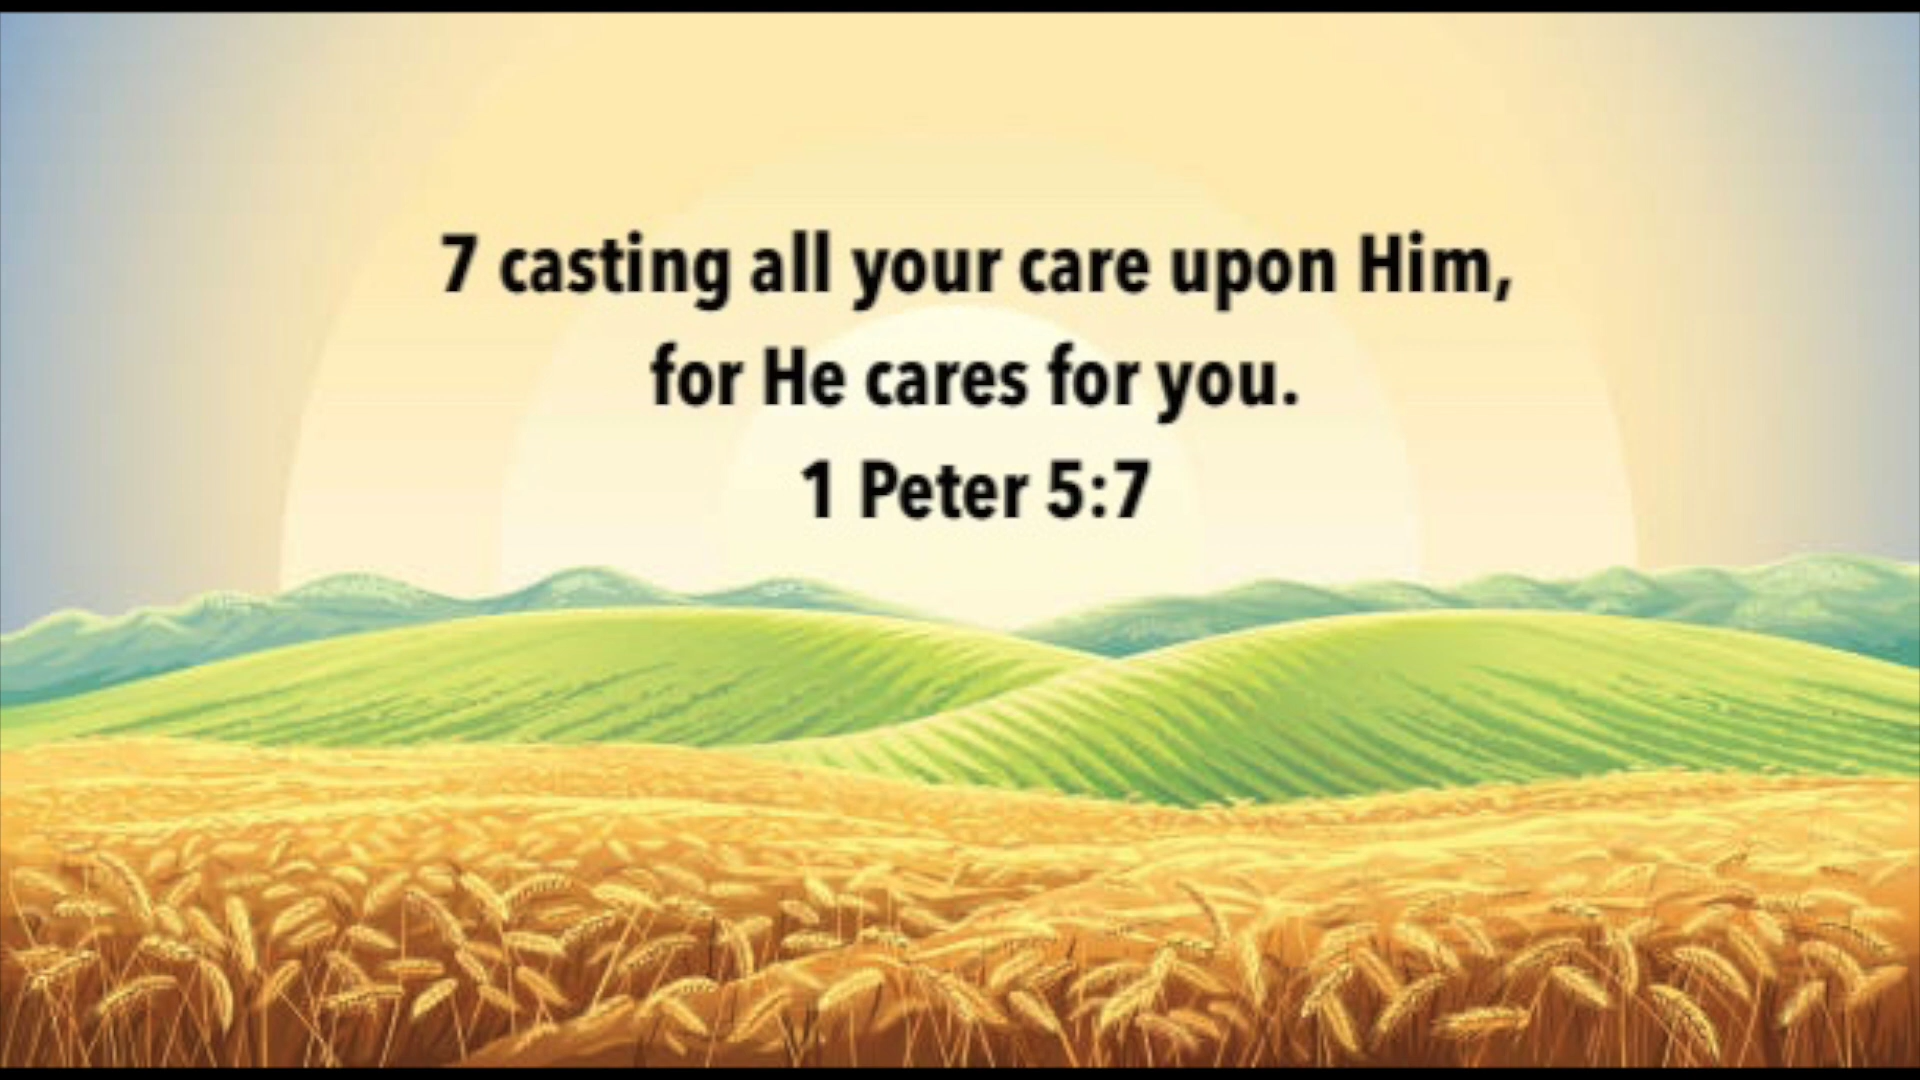 7 casting all your care upon Him,
for He cares for you.
1 Peter 5:7